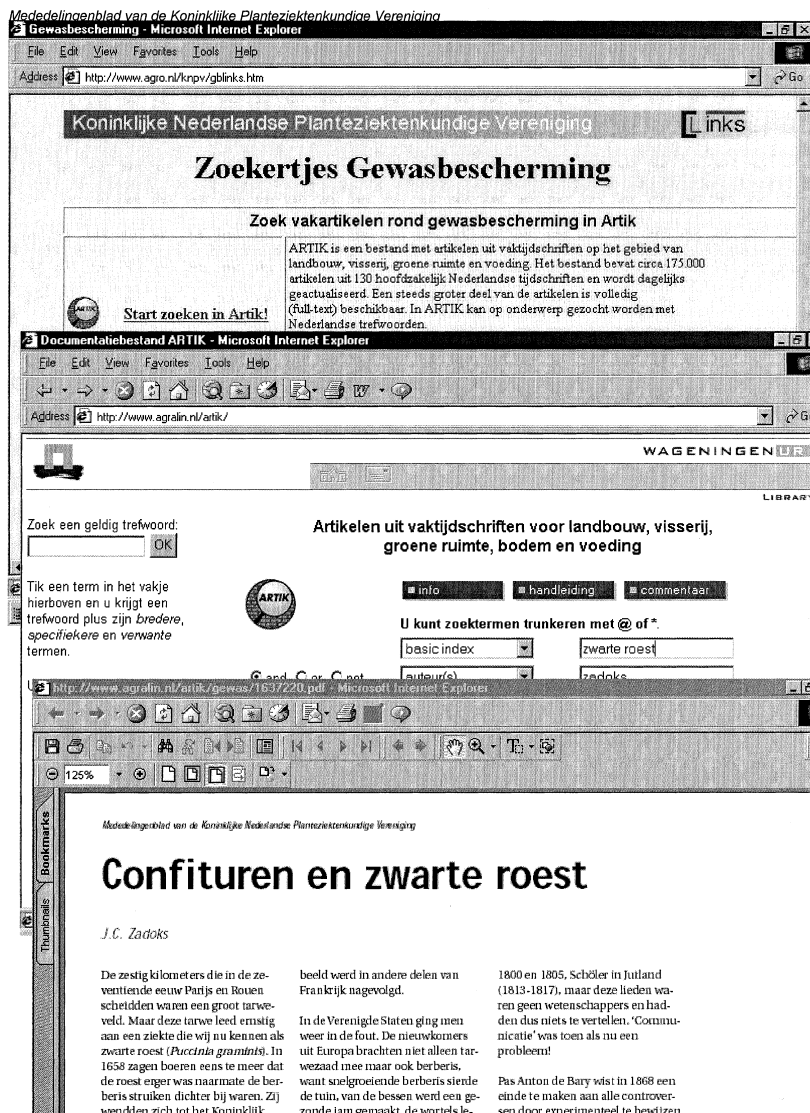 Mededelingenblad van de Koninklijke Planteziektenkundige Vereniging
Gewasbescherming - Microsoft Internet Explorer
File Edit View Favorites Tools Help
Address http://www.agro.nl/knpv/gblinks.htm Go
Koninklijke Nederlandse Planteziektenkundige Vereniging Links
Zoekertjes Gewasbescherming
Zoek vakartikelen rond gewasbescherming in Artik
ARTIK is een bestand met artikelen uit vaktijdschriften op het gebied van
landbouw, visserij, groene ruimte en voeding. Het bestand bevat circa 175.000
artikelen uit 130 hoofdzakelijk Nederlandse tijdschriften en wordt dagelijks
geactualiseerd. Een steeds groter deel van de artikelen is volledig
(full-text) beschikbaar. In ARTIK kan op onderwerp gezocht worden met
Nederlandse trefwoorden.
ARTIK
Start zoeken in Artik!
Documentatiebestand ARTIK - Microsoft Internet Explorer
File Edit View Favorites Tools Help
Address http://www.agralin.nl/artik/ G
WAGENINGEN UR
LIBRARY
Zoek een geldig trefwoord:
OK
Tik een term in het vakje
hierboven en u krijgt een
trefwoord plus zijn bredere,
specifiekere en verwante
termen.
Artikelen uit vaktijdschriften voor landbouw, visserij,
groene ruimte, bodem en voeding
ARTIK
info handleiding commentaar
U kunt zoektermen trunkeren met @ of *.
basic index zwarte roest
and or not auteur(s) zadoks
http://www.agralin.nl/artik/gewas/1637220.pdf - Microsoft Internet Explorer
125%
Bookmarks
Thumbnails
Mededelingenblad van de Koninklijke Nederlandse Planteziektenkundige Vereniging
Confituren en zwarte roest
J.C. Zadoks
De zestig kilometers die in de ze-
ventiende eeuw Parijs en Rouen
scheidden waren een groot tarwe-
veld. Maar deze tarwe leed ernstig
aan een ziekte die wij nu kennen als
zwarte roest (Puccinia graminis). In
1658 zagen boeren eens te meer dat
de roest erger was naarmate de ber-
beris struiken dichter bij waren. Zij
wendden zich tot het Koninklijk
beeld werd in andere delen van
Frankrijk nagevolgd.
In de Verenigde Staten ging men
weer in de fout. De nieuwkomers
uit Europa brachten niet alleen tar-
wezaad mee maar ook berberis,
want snelgroeiende berberis sierde
de tuin, van de bessen werd een ge-
zonde jam gemaakt, de wortels le-
1800 en 1805, Schöler in Jutland
(1813-1817), maar deze lieden wa-
ren geen wetenschappers en had-
den dus niets te vertellen. ‘Commu-
nicatie’ was toen als nu een
probleem!
Pas Anton de Bary wist in 1868 een
einde te maken aan alle controver-
sen door experimenteel te bewijzen